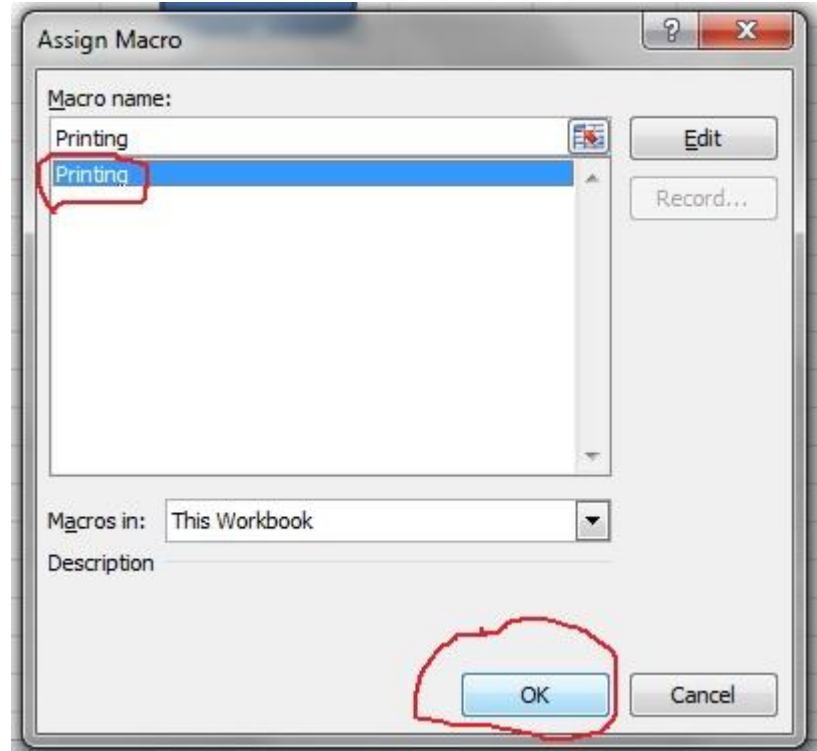 Assign Macro
?
X
Macro name:
Printing
Edit
Printing
Record...
Macros in: This Workbook
Description
OK
Cancel